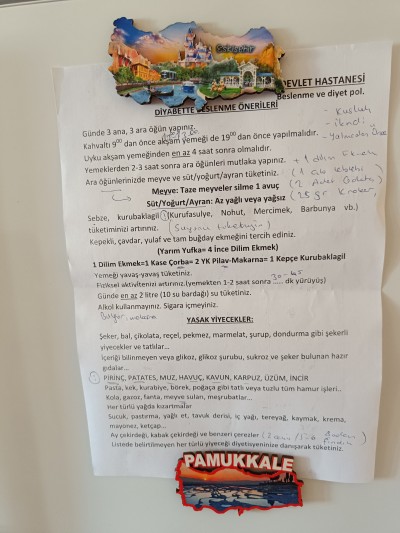 Eskişehir
DEVLET HASTANESİ
Beslenme ve diyet pol.
DİYABETTE BESLENME ÖNERİLERİ
- Kuşluk
Günde 3 ana, 3 ara öğün yapınız.
- ikindi
Kahvaltı 9⁰⁰ dan önce akşam yemeği de 19⁰⁰ dan önce yapılmalıdır.
- Yatmadan Önce
Uyku akşam yemeğinden en az 4 saat sonra olmalıdır.
Yemeklerden 2-3 saat sonra ara öğünleri mutlaka yapınız.
+ 1 dilim Ekmek
Ara öğünlerinizde meyve ve süt/yoğurt/ayran tüketiniz.
Meyve: Taze meyveler silme 1 avuç
Süt/Yoğurt/Ayran: Az yağlı veya yağsız
Sebze, kurubaklagil (Kurufasulye, Nohut, Mercimek, Barbunya vb.)
tüketiminizi artırınız.
Kepekli, çavdar, yulaf ve tam buğday ekmeğini tercih ediniz.
(Yarım Yufka= 4 İnce Dilim Ekmek)
1 Dilim Ekmek=1 Kase Çorba= 2 YK Pilav-Makarna= 1 Kepçe Kurubaklagil
Yemeği yavaş-yavaş tüketiniz.
Fiziksel aktivitenizi artırınız.(yemekten 1-2 saat sonra 30-45 dk yürüyüş)
Günde en az 2 litre (10 su bardağı) su tüketiniz.
Alkol kullanmayınız. Sigara içmeyiniz.
Bulgur, makarna
YASAK YİYECEKLER:
Şeker, bal, çikolata, reçel, pekmez, marmelat, şurup, dondurma gibi şekerli
yiyecekler ve tatlılar...
İçeriği bilinmeyen veya glikoz, glikoz şurubu, sukroz ve şeker bulunan hazır
gıdalar...
PİRİNÇ, PATATES, MUZ, HAVUÇ, KAVUN, KARPUZ, ÜZÜM, İNCİR
Pasta, kek, kurabiye, börek, poğaça gibi tatlı veya tuzlu tüm hamur işleri..
Kola, gazoz, fanta, meyve suları, meşrubatlar...
Her türlü yağda kızartmalar
Sucuk, pastırma, yağlı et, tavuk derisi, iç yağı, tereyağ, kaymak, krema,
mayonez, ketçap...
Ay çekirdeği, kabak çekirdeği ve benzeri çerezler
Listede belirtilmeyen her türlü yiyeceği diyetisyeninize danışarak tüketiniz.
PAMUKKALE